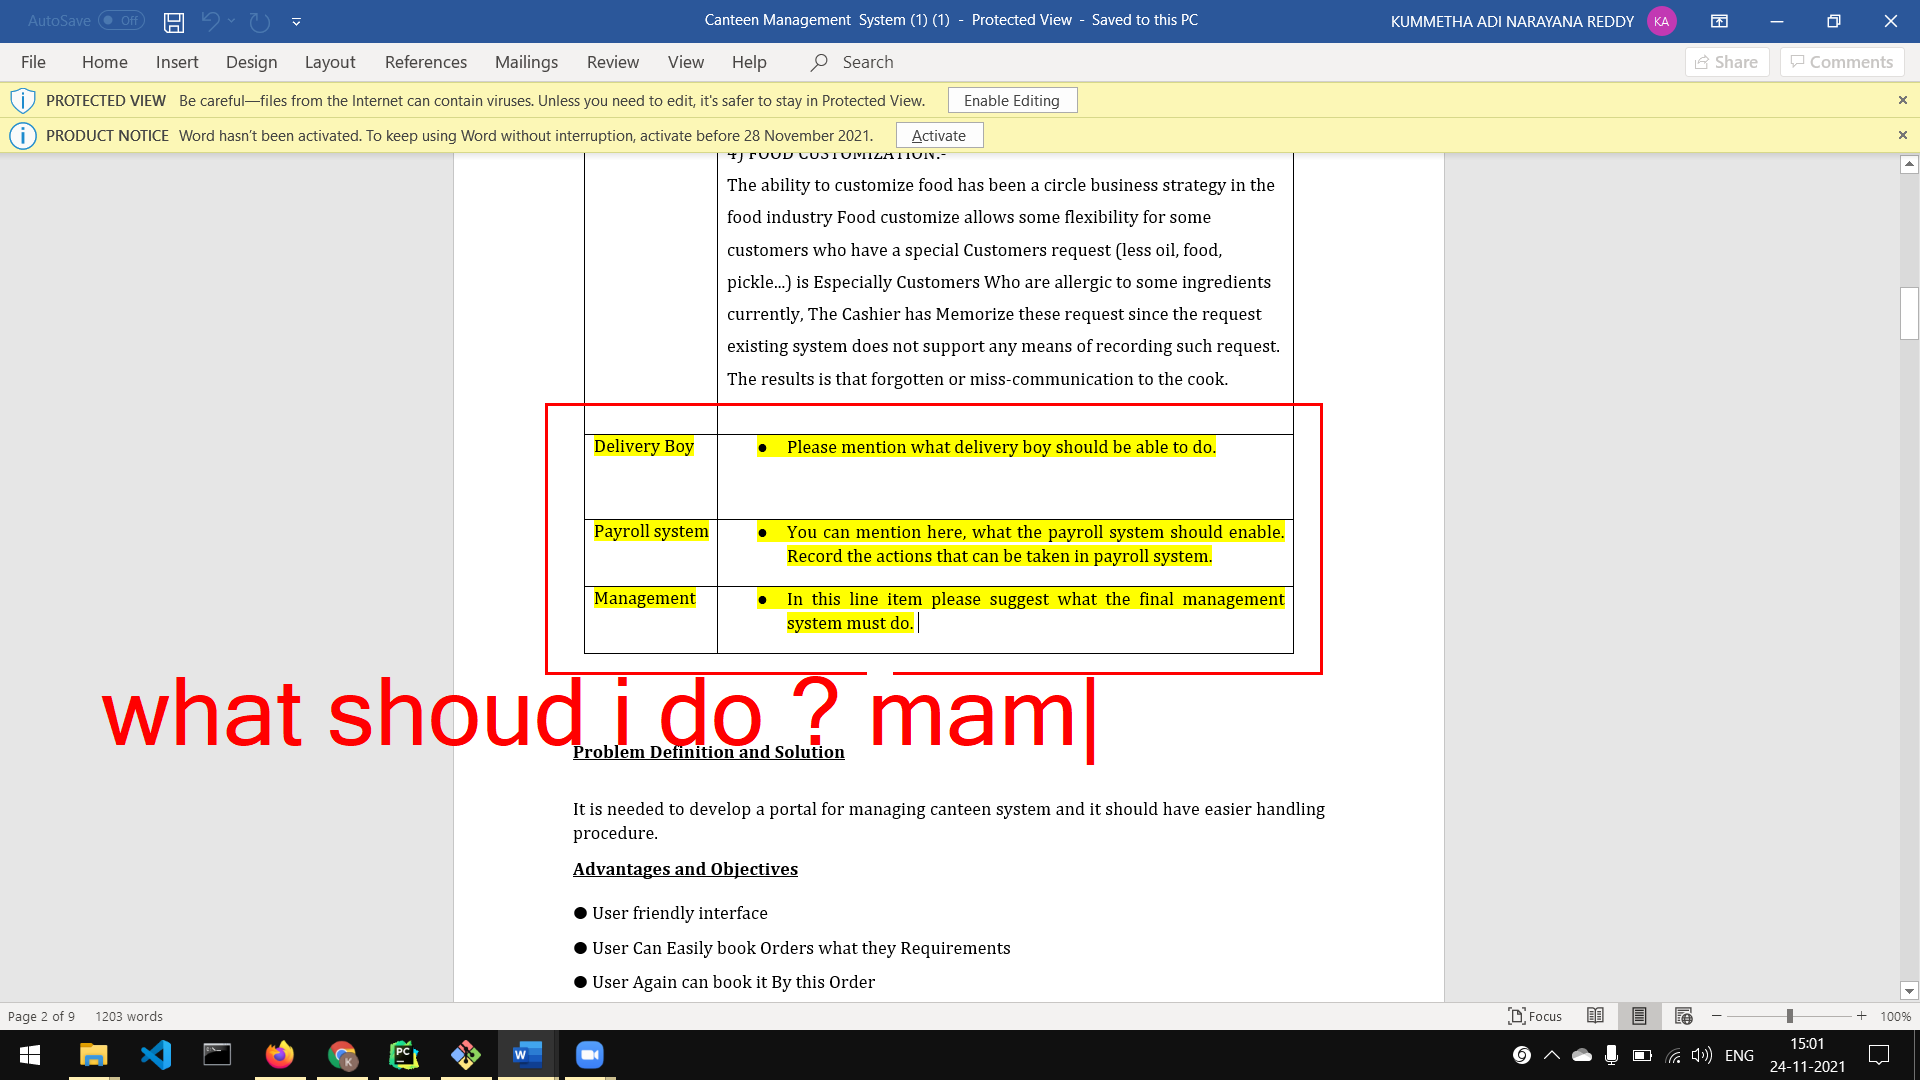 AutoSave Off
Canteen Management System (1) (1) - Protected View - Saved to this PC
KUMMETHA ADI NARAYANA REDDY KA
File Home Insert Design Layout References Mailings Review View Help Search Share Comments
PROTECTED VIEW Be careful—files from the Internet can contain viruses. Unless you need to edit, it's safer to stay in Protected View. Enable Editing
PRODUCT NOTICE Word hasn't been activated. To keep using Word without interruption, activate before 28 November 2021. Activate
4) FOOD CUSTOMIZATION:-
The ability to customize food has been a circle business strategy in the
food industry Food customize allows some flexibility for some
customers who have a special Customers request (less oil, food,
pickle...) is Especially Customers Who are allergic to some ingredients
currently, The Cashier has Memorize these request since the request
existing system does not support any means of recording such request.
The results is that forgotten or miss-communication to the cook.
Delivery Boy
● Please mention what delivery boy should be able to do.
Payroll system
● You can mention here, what the payroll system should enable.
Record the actions that can be taken in payroll system.
Management
● In this line item please suggest what the final management
system must do.
what shoud i do ? mam
Problem Definition and Solution
It is needed to develop a portal for managing canteen system and it should have easier handling
procedure.
Advantages and Objectives
● User friendly interface
● User Can Easily book Orders what they Requirements
● User Again can book it By this Order
Page 2 of 9 1203 words
Focus 100%
ENG
15:01
24-11-2021